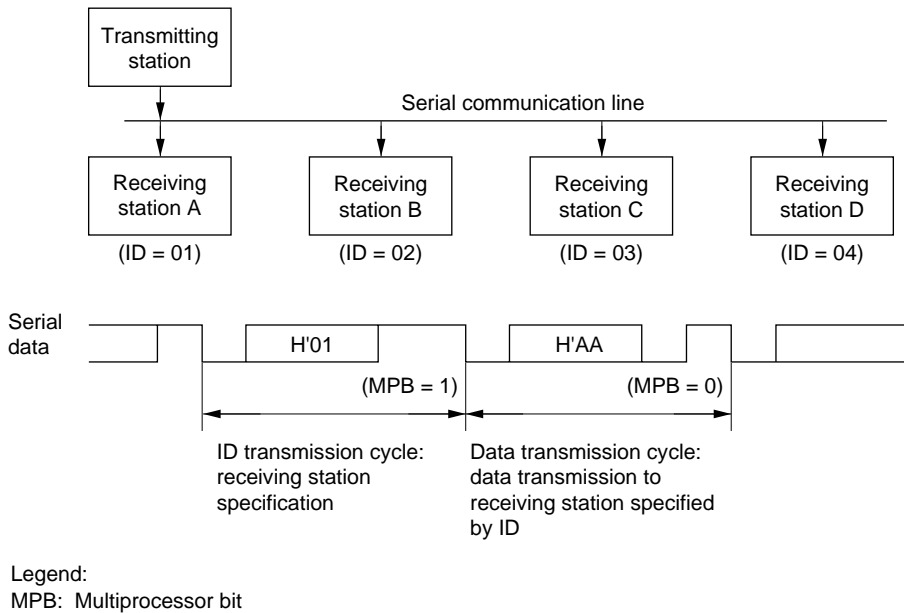 Transmitting
station
Serial communication line
Receiving
station A
Receiving
station B
Receiving
station C
Receiving
station D
(ID = 01)
(ID = 02)
(ID = 03)
(ID = 04)
Serial
data
H'01
H'AA
(MPB = 1)
(MPB = 0)
ID transmission cycle:
receiving station
specification
Data transmission cycle:
data transmission to
receiving station specified
by ID
Legend:
MPB: Multiprocessor bit